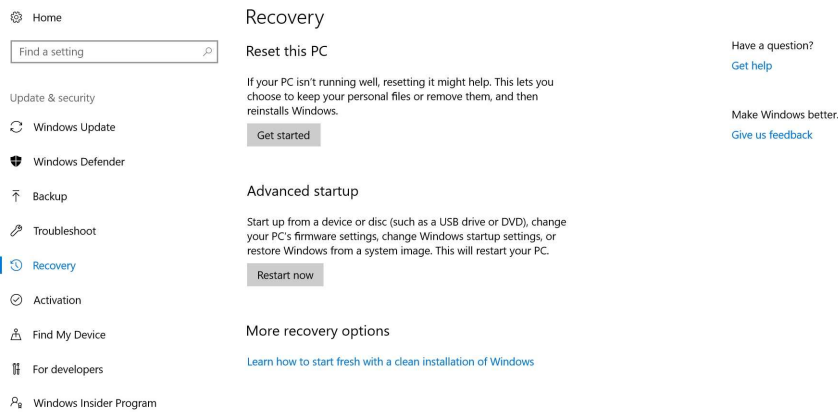 Home
Find a setting
Update & security
Windows Update
Windows Defender
Backup
Troubleshoot
Recovery
Activation
Find My Device
For developers
Windows Insider Program
Recovery
Reset this PC
If your PC isn't running well, resetting it might help. This lets you
choose to keep your personal files or remove them, and then
reinstalls Windows.
Get started
Advanced startup
Start up from a device or disc (such as a USB drive or DVD), change
your PC's firmware settings, change Windows startup settings, or
restore Windows from a system image. This will restart your PC.
Restart now
More recovery options
Learn how to start fresh with a clean installation of Windows
Have a question?
Get help
Make Windows better.
Give us feedback